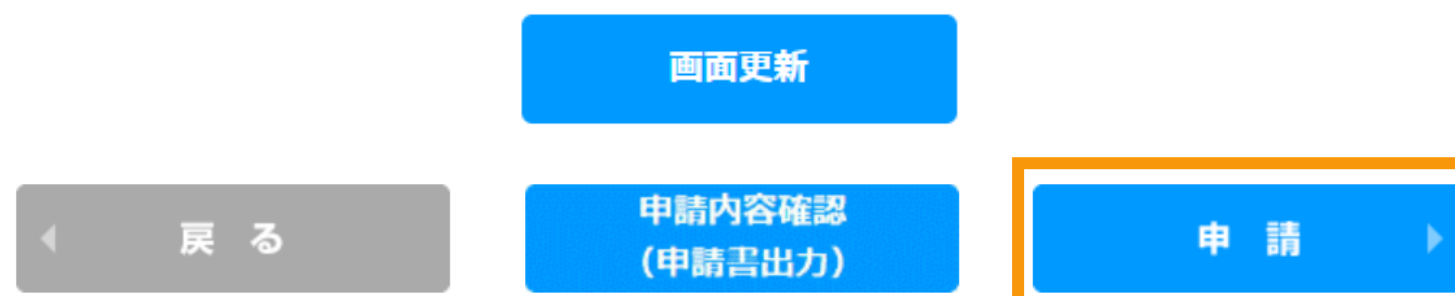 画面更新
戻 る
申請内容確認
（申請書出力）
申 請